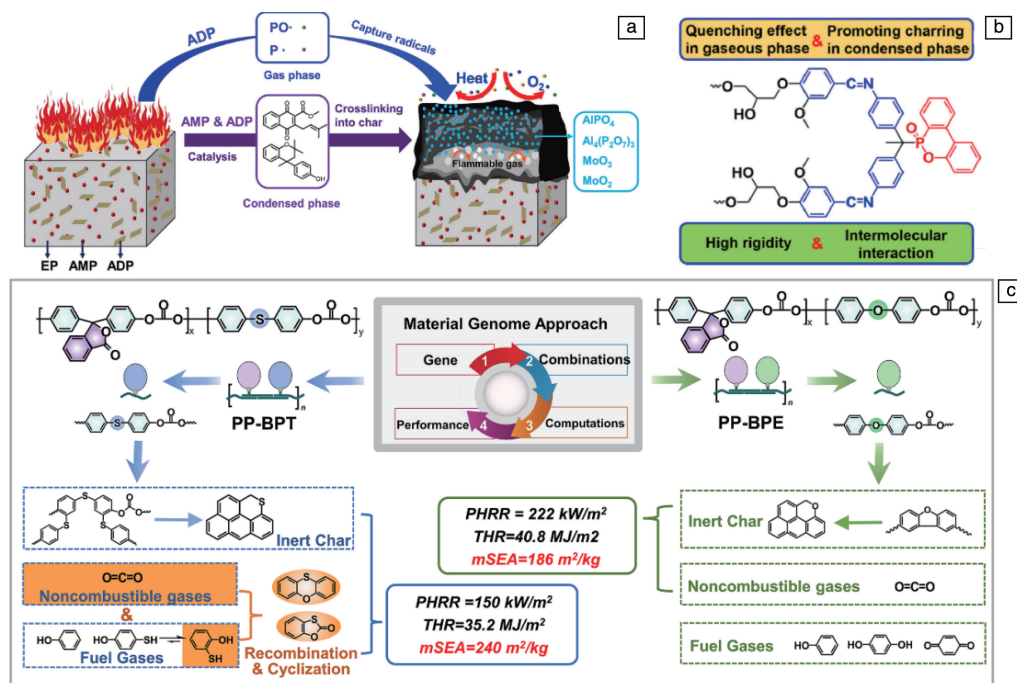 a
ADP
PO·
P ·
Capture radicals
Gas phase
Heat
O₂
AMP & ADP
Catalysis
Crosslinking
into char
OH
Condensed phase
Flammable gas
AlPO₄
Al₄(P₂O₇)₃
MoO₃
MoO₂
EP
AMP
ADP
b
Quenching effect & Promoting charring
in gaseous phase in condensed phase
OH
O
O
O
C=N
O
P
O
OH
O
O
O
C=N
High rigidity & Intermolecular
interaction
c
O
O
O-C-O
x
S
O-C-O
y
O
O
O
O
O-C-O
x
O
O-C-O
y
O
Material Genome Approach
Gene
1
2
Combinations
Performance
4
3
Computations
n
PP-BPT
S
O-C-O
O
n
PP-BPE
O
O-C-O
O
S
O-C-O
O
S
S
S
Inert Char
O=C=O
Noncombustible gases
&
HO
HO
SH
OH
SH
Fuel Gases
S
O
S
O
O
Recombination
& Cyclization
PHRR = 222 kW/m²
THR=40.8 MJ/m2
mSEA=186 m²/kg
PHRR =150 kW/m²
THR=35.2 MJ/m²
mSEA=240 m²/kg
Inert Char
O
O
Noncombustible gases
O=C=O
Fuel Gases
HO
HO
OH
O
O